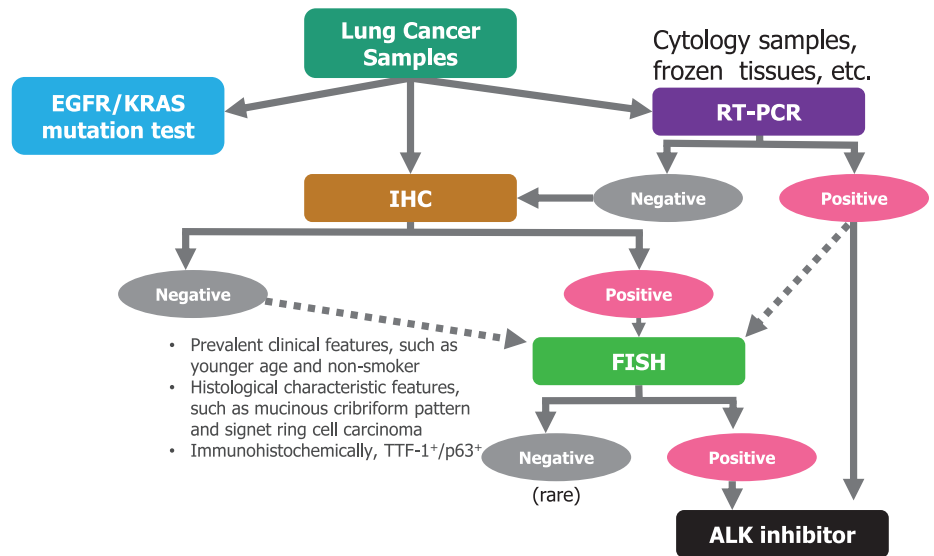 Lung Cancer
Samples
Cytology samples,
frozen tissues, etc.
EGFR/KRAS
mutation test
RT-PCR
IHC
Negative
Positive
Negative
Positive
• Prevalent clinical features, such as
younger age and non-smoker
• Histological characteristic features,
such as mucinous cribriform pattern
and signet ring cell carcinoma
• Immunohistochemically, TTF-1⁺/p63⁺
FISH
Negative
(rare)
Positive
ALK inhibitor